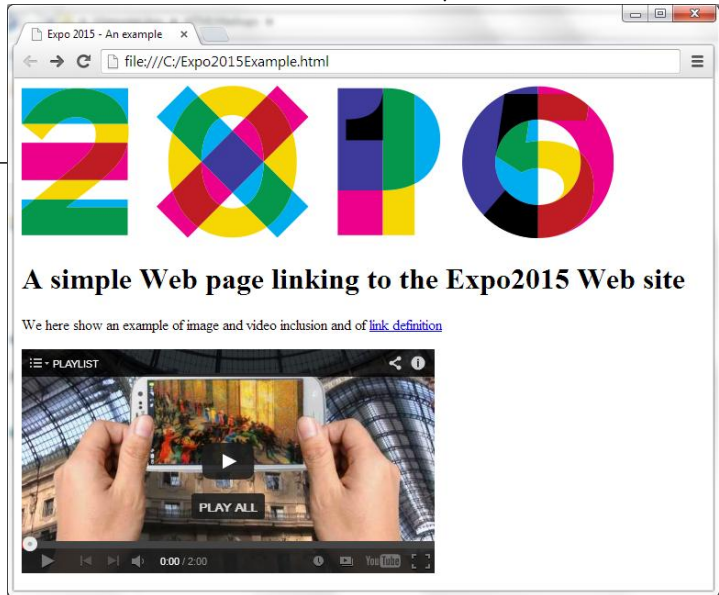 Expo 2015 - An example
file:///C:/Expo2015Example.html
A simple Web page linking to the Expo2015 Web site
We here show an example of image and video inclusion and of link definition
PLAYLIST
PLAY ALL
0:00 / 2:00
YouTube